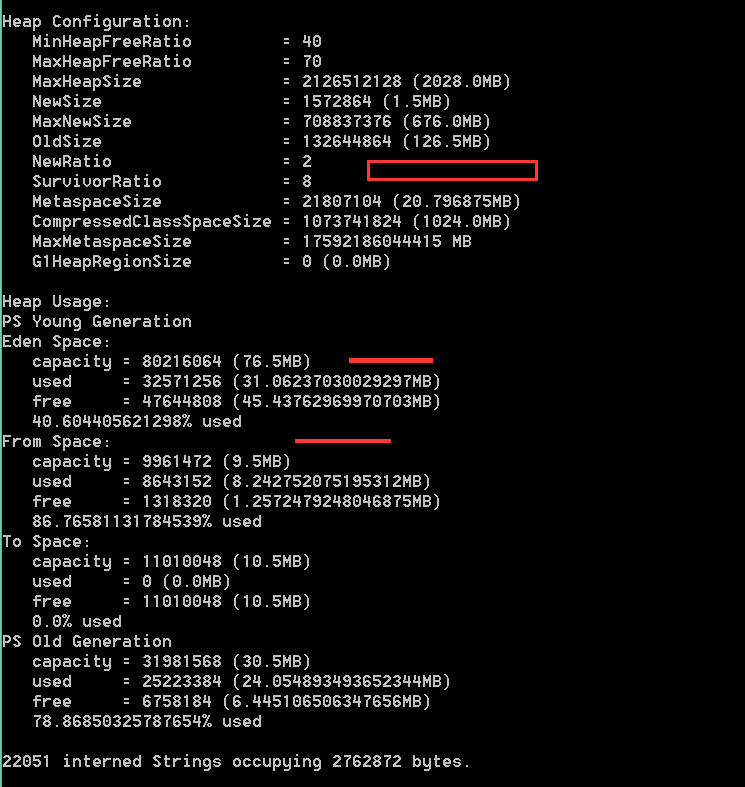 Heap Configuration:
MinHeapFreeRatio = 40
MaxHeapFreeRatio = 70
MaxHeapSize = 2126512128 (2028.0MB)
NewSize = 1572864 (1.5MB)
MaxNewSize = 708837376 (676.0MB)
OldSize = 132644864 (126.5MB)
NewRatio = 2
SurvivorRatio = 8
MetaspaceSize = 21807104 (20.796875MB)
CompressedClassSpaceSize = 1073741824 (1024.0MB)
MaxMetaspaceSize = 17592186044415 MB
G1HeapRegionSize = 0 (0.0MB)
Heap Usage:
PS Young Generation
Eden Space:
capacity = 80216064 (76.5MB)
used = 32571256 (31.06237030029297MB)
free = 47644808 (45.43762969970703MB)
40.604405621298% used
From Space:
capacity = 9961472 (9.5MB)
used = 8643152 (8.242752075195312MB)
free = 1318320 (1.2572479248046875MB)
86.76581131784539% used
To Space:
capacity = 11010048 (10.5MB)
used = 0 (0.0MB)
free = 11010048 (10.5MB)
0.0% used
PS Old Generation
capacity = 31981568 (30.5MB)
used = 25223384 (24.054893493652344MB)
free = 6758184 (6.445106506347656MB)
78.86850325787654% used
22051 interned Strings occupying 2762872 bytes.